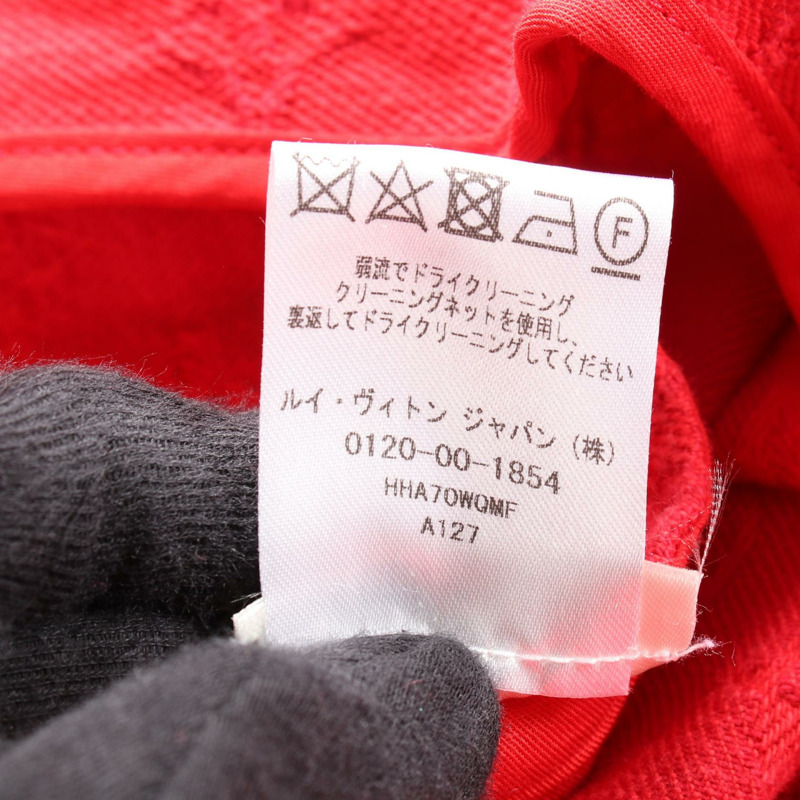 F
弱流でドライクリーニング
クリーニングネットを使用し、
裏返してドライクリーニングしてください
ルイ・ヴィトン ジャパン (株)
0120-00-1854
HHA70WQMF
A127